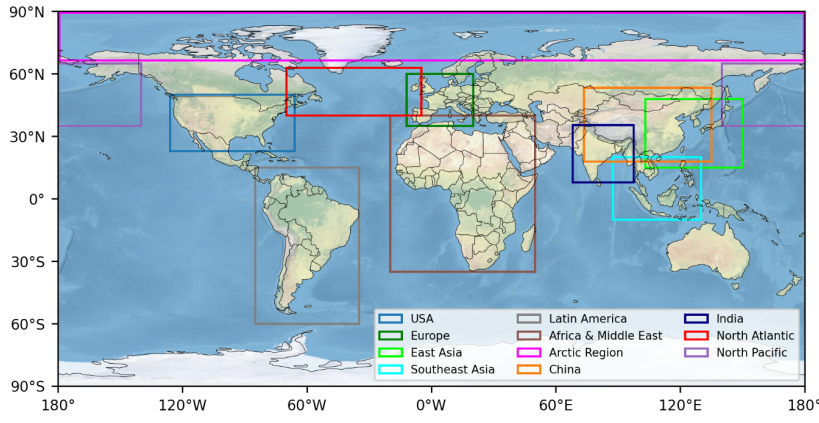 90°N
60°N
30°N
0°
30°S
60°S
90°S
180°
120°W
60°W
0°W
60°E
120°E
180°
USA
Europe
East Asia
Southeast Asia
Latin America
Africa & Middle East
Arctic Region
China
India
North Atlantic
North Pacific